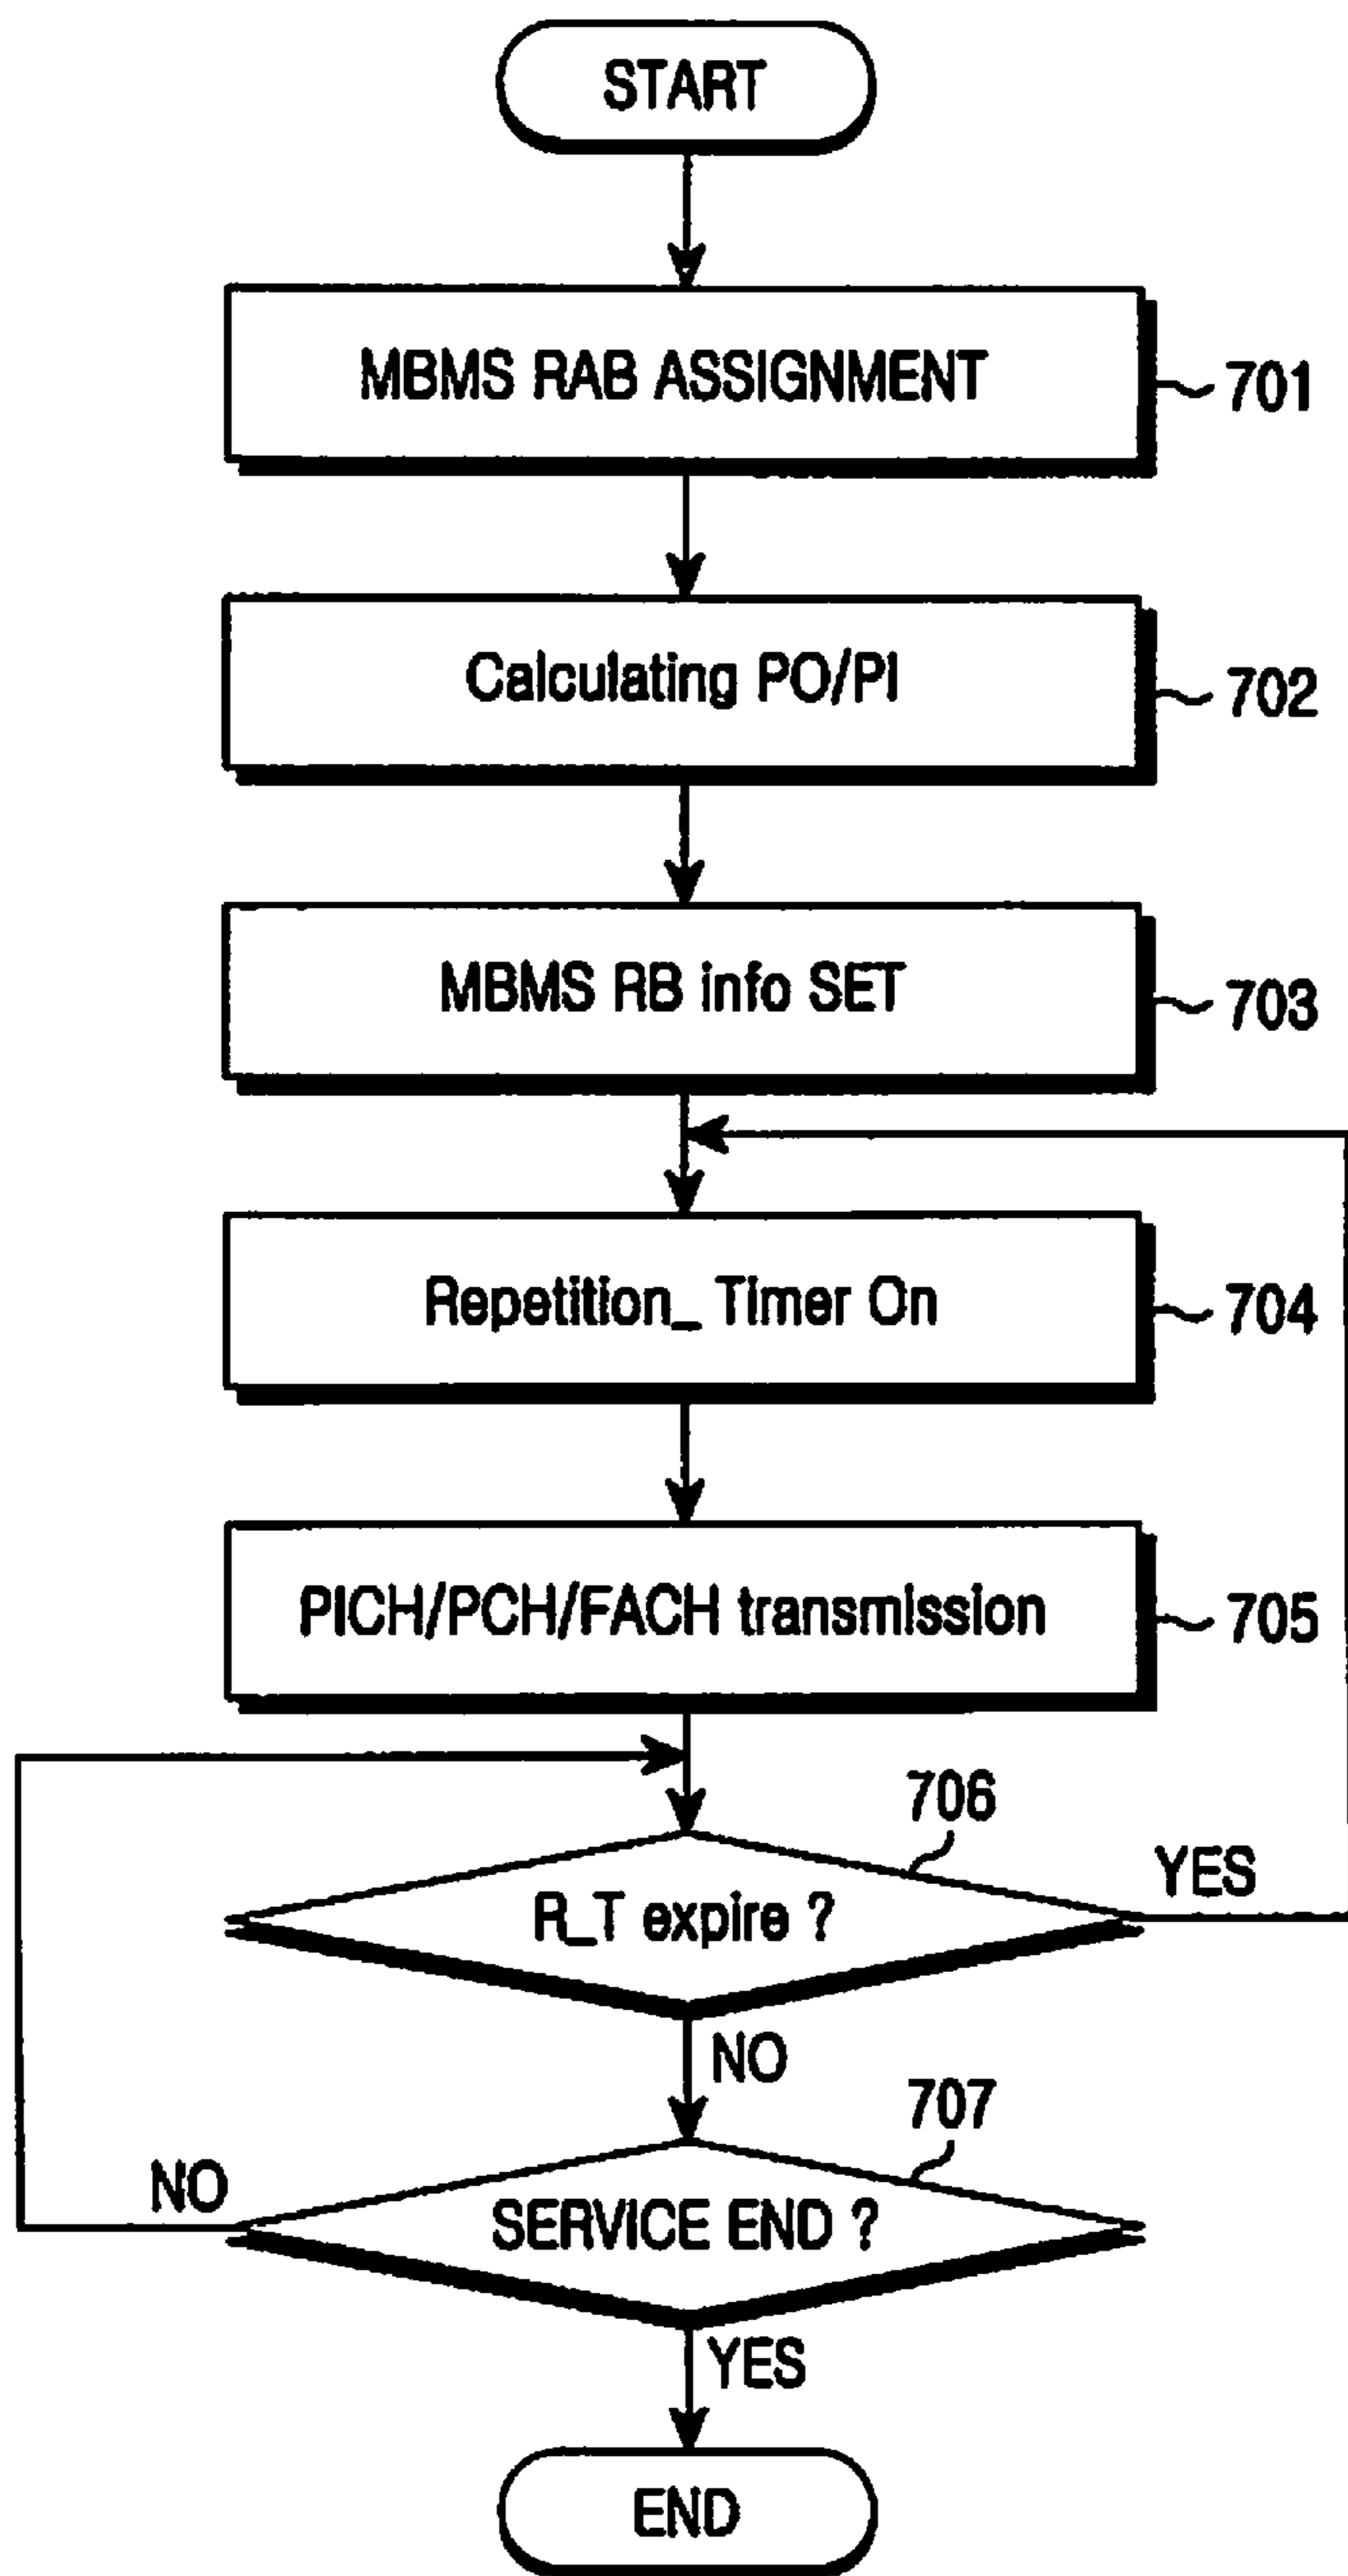 START
MBMS RAB ASSIGNMENT
701
Calculating PO/PI
702
MBMS RB info SET
703
Repetition_ Timer On
704
PICH/PCH/FACH transmission
705
706
R_T expire ?
YES
NO
707
SERVICE END ?
NO
YES
END